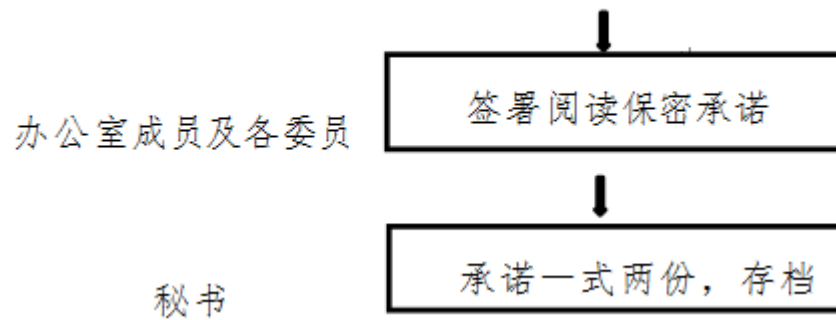 签署阅读保密承诺
办公室成员及各委员
承诺一式两份，存档
秘书